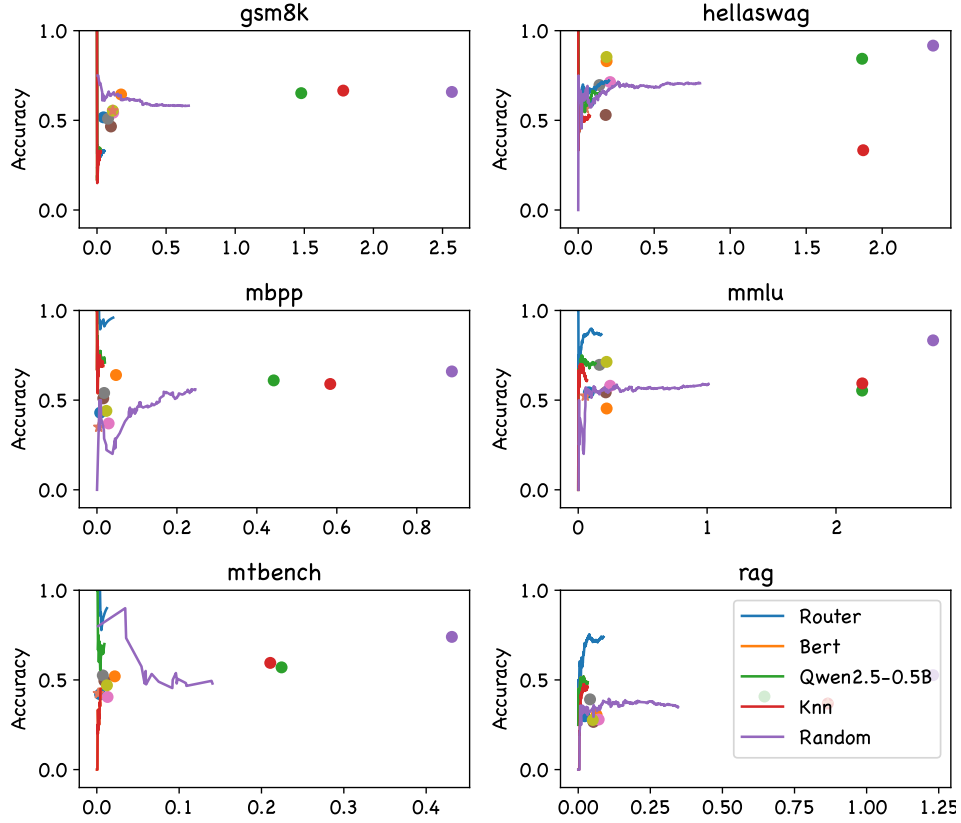 gsm8k
1.0
0.5
0.0
Accuracy
0.0 0.5 1.0 1.5 2.0 2.5
hellaswag
1.0
0.5
0.0
Accuracy
0.0 0.5 1.0 1.5 2.0
mbpp
1.0
0.5
0.0
Accuracy
0.0 0.2 0.4 0.6 0.8
mmlu
1.0
0.5
0.0
Accuracy
0 1 2
mtbench
1.0
0.5
0.0
Accuracy
0.0 0.1 0.2 0.3 0.4
rag
1.0
0.5
0.0
Accuracy
Router
Bert
Qwen2.5-0.5B
Knn
Random
0.00 0.25 0.50 0.75 1.00 1.25